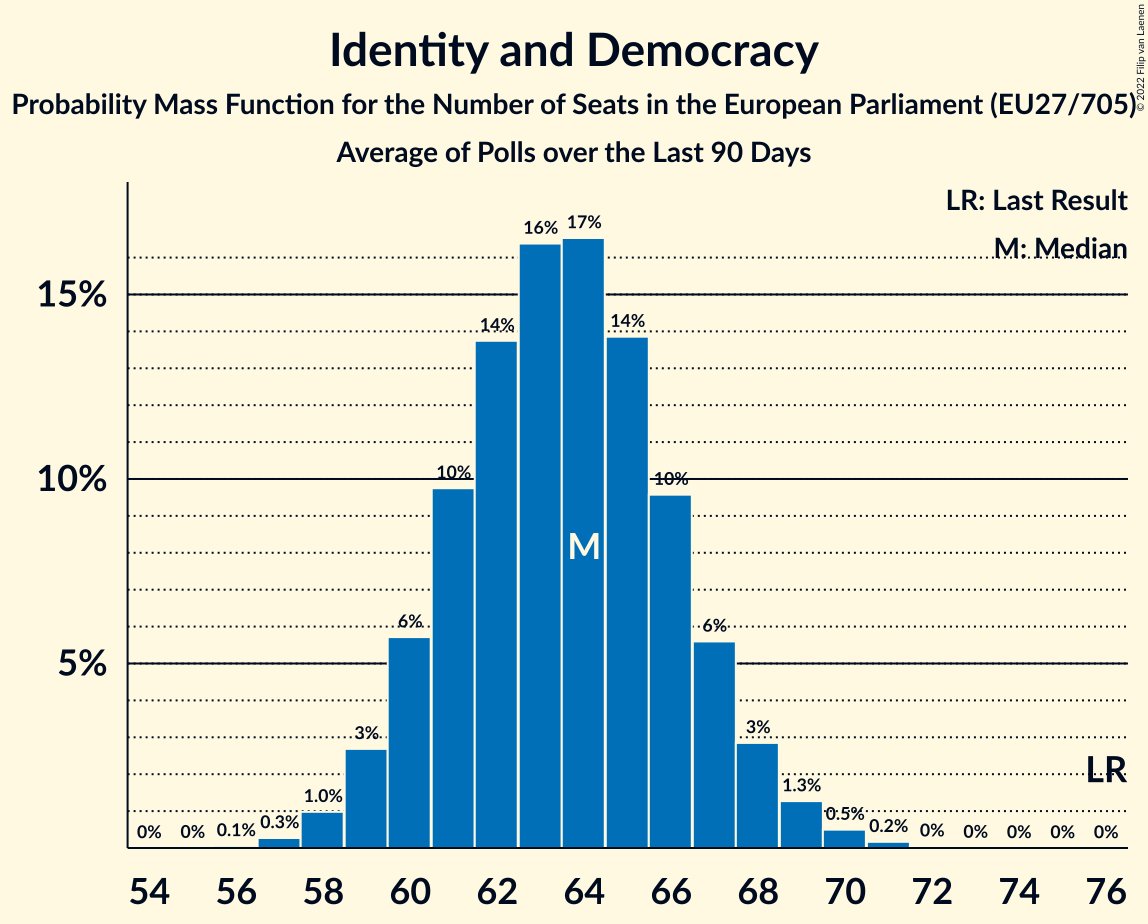 Identity and Democracy
Probability Mass Function for the Number of Seats in the European Parliament (EU27/705)
Average of Polls over the Last 90 Days
© 2022 Filip van Laenen
LR: Last Result
M: Median
15%
10%
5%
0% 0% 0.1% 0.3% 1.0% 3% 6% 10% 14% 16% 17% 14% 10% 6% 3% 1.3% 0.5% 0.2% 0% 0% 0% 0% 0%
M
LR
54 56 58 60 62 64 66 68 70 72 74 76